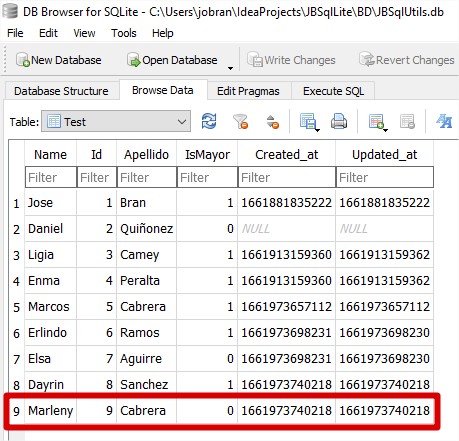 DB Browser for SQLite - C:\Users\jobran\IdeaProjects\JBSqlLite\BD\JBSqlUtils.db
File Edit View Tools Help
New Database Open Database Write Changes Revert Changes
Database Structure Browse Data Edit Pragmas Execute SQL
Table: Test
Name Id Apellido IsMayor Created_at Updated_at
Filter Filter Filter Filter Filter Filter
1 Jose 1 Bran 1 1661881835222 1661881835222
2 Daniel 2 Quiñonez 0 NULL NULL
3 Ligia 3 Camey 1 1661913159360 1661913159362
4 Enma 4 Peralta 1 1661913159360 1661913159362
5 Marcos 5 Cabrera 1 1661973657112 1661973657112
6 Erlindo 6 Ramos 1 1661973698231 1661973698230
7 Elsa 7 Aguirre 0 1661973698231 1661973698230
8 Dayrin 8 Sanchez 1 1661973740218 1661973740218
9 Marleny 9 Cabrera 0 1661973740218 1661973740218